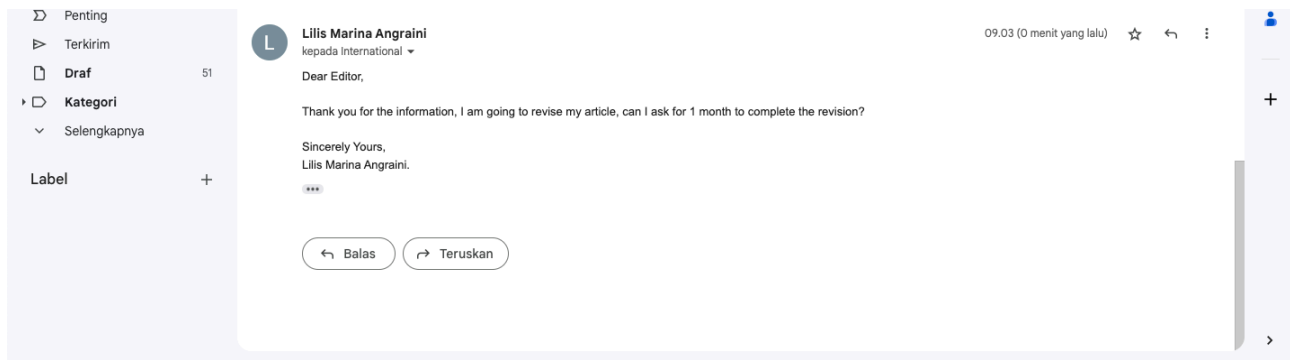 Penting
Terkirim
Draf 51
Kategori
Selengkapnya
Label
L
Lilis Marina Angraini
09.03 (0 menit yang lalu)
kepada International
Dear Editor,
Thank you for the information, I am going to revise my article, can I ask for 1 month to complete the revision?
Sincerely Yours,
Lilis Marina Angraini.
Balas Teruskan